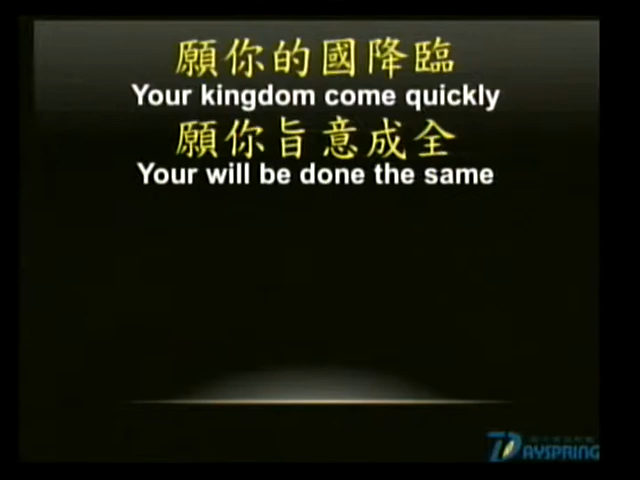 願你的國降臨
Your kingdom come quickly
願你旨意成全
Your will be done the same
DAYSPRING